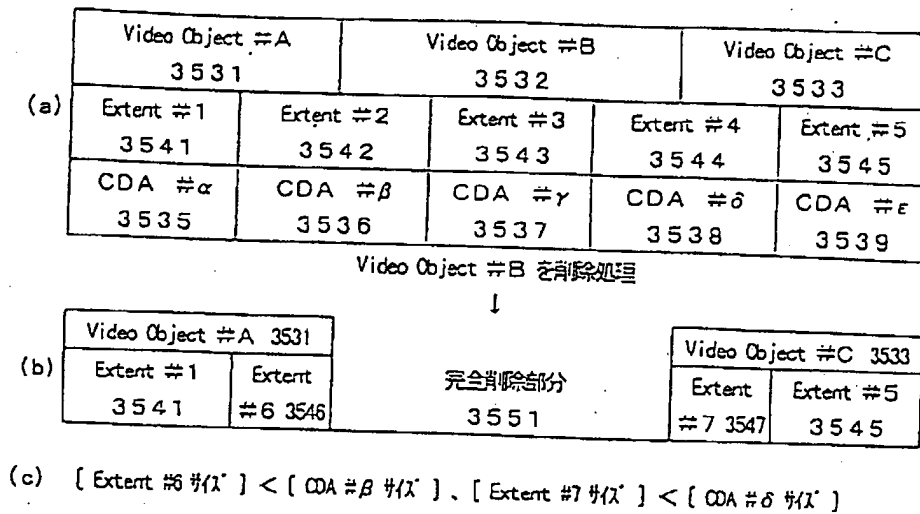 (a)
Video Object #A
3531
Video Object #B
3532
Video Object #C
3533
Extent #1
3541
Extent #2
3542
Extent #3
3543
Extent #4
3544
Extent #5
3545
CDA #α
3535
CDA #β
3536
CDA #γ
3537
CDA #δ
3538
CDA #ε
3539
Video Object #B を削除処理
↓
(b)
Video Object #A 3531
Extent #1
3541
Extent
#6 3546
完全削除部分
3551
Video Object #C 3533
Extent
#7 3547
Extent #5
3545
(c) [ Extent #6 サイズ ] < [ CDA #β サイズ ]、[ Extent #7 サイズ ] < [ CDA #δ サイズ ]